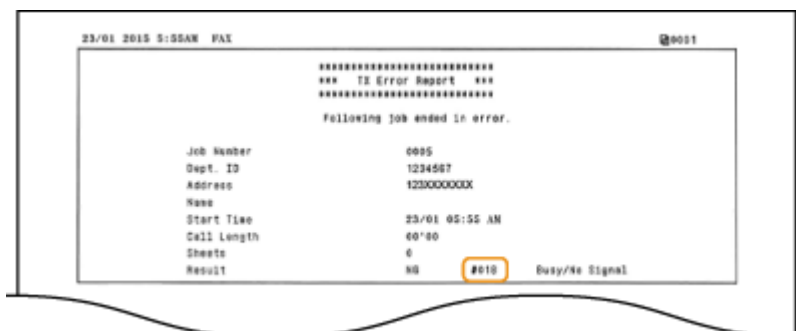 23/01 2015 5:55AM FAX 0001
***************************
*** TX Error Report ***
***************************
Following job ended in error.
Job Number 0005
Dept. ID 1234567
Address 123XXXXXXX
Name
Start Time 23/01 05:55 AM
Call Length 00'00
Sheets 0
Result NG #018 Busy/No Signal